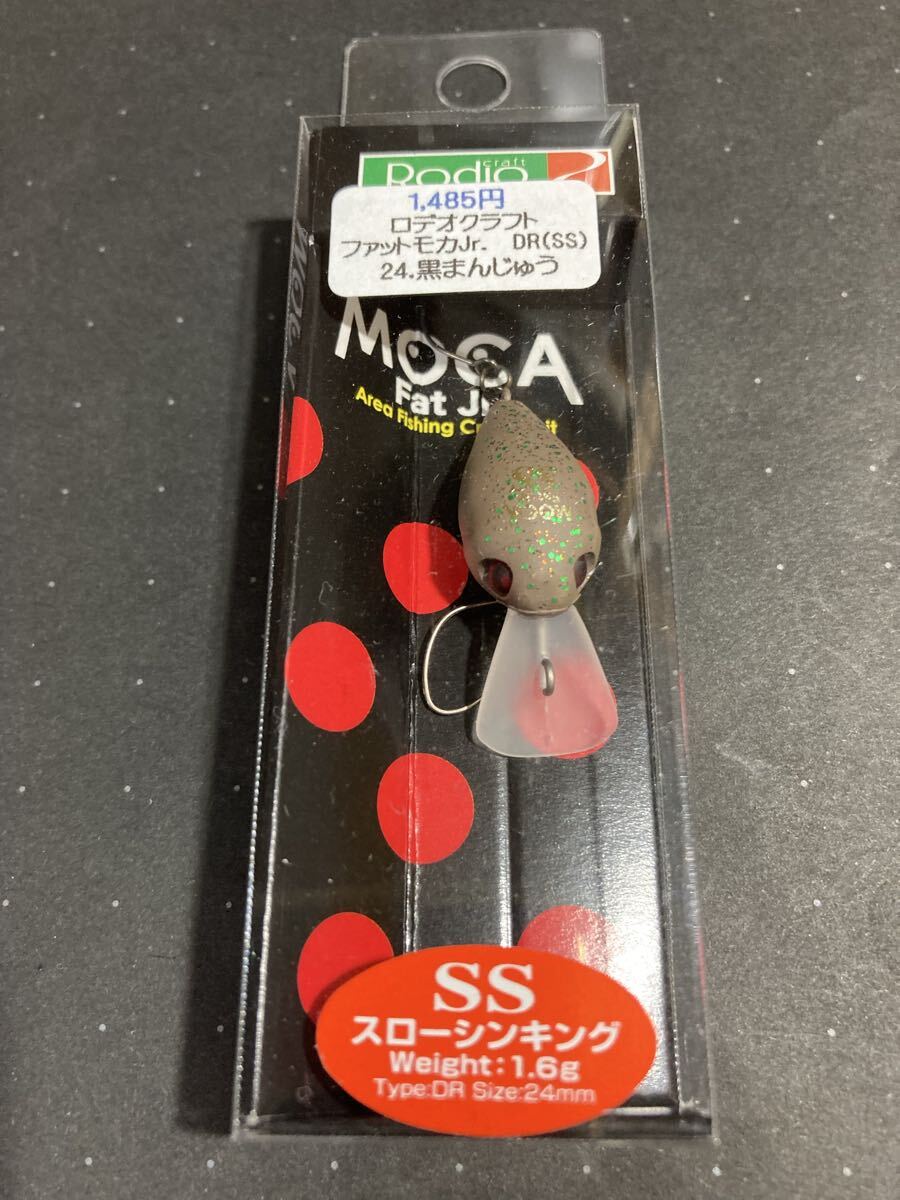 craft
Rodio
1,485円
ロデオクラフト
ファットモカJr. DR(SS)
24.黒まんじゅう
MOCA
Fat
Area Fishing
SS
スローシンキング
Weight:1.6g
Type:DR Size:24mm